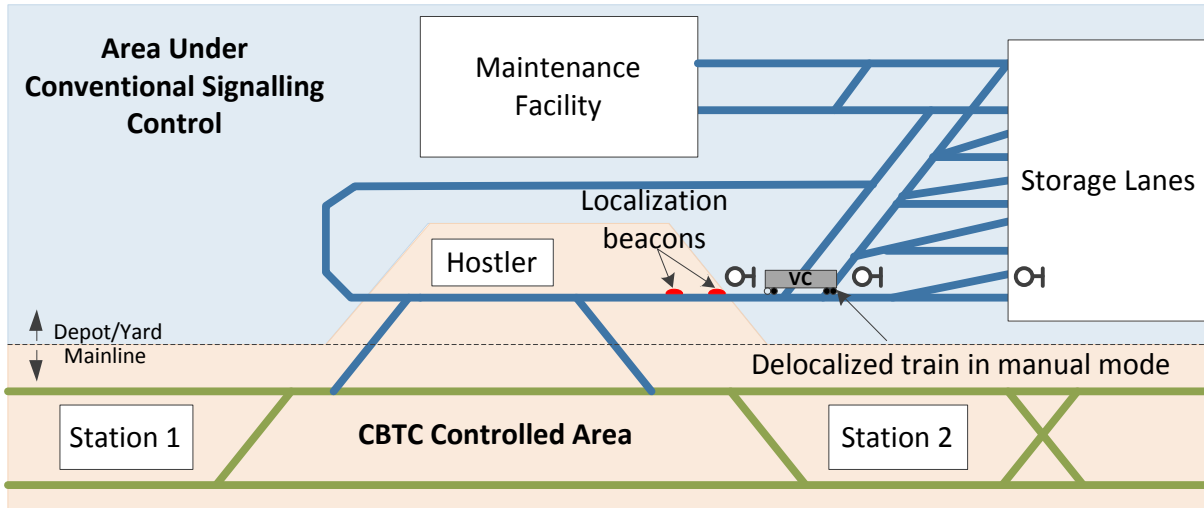 Area Under
Conventional Signalling
Control
Maintenance
Facility
Storage Lanes
Localization
beacons
Hostler
VC
Depot/Yard
Mainline
Delocalized train in manual mode
Station 1
CBTC Controlled Area
Station 2